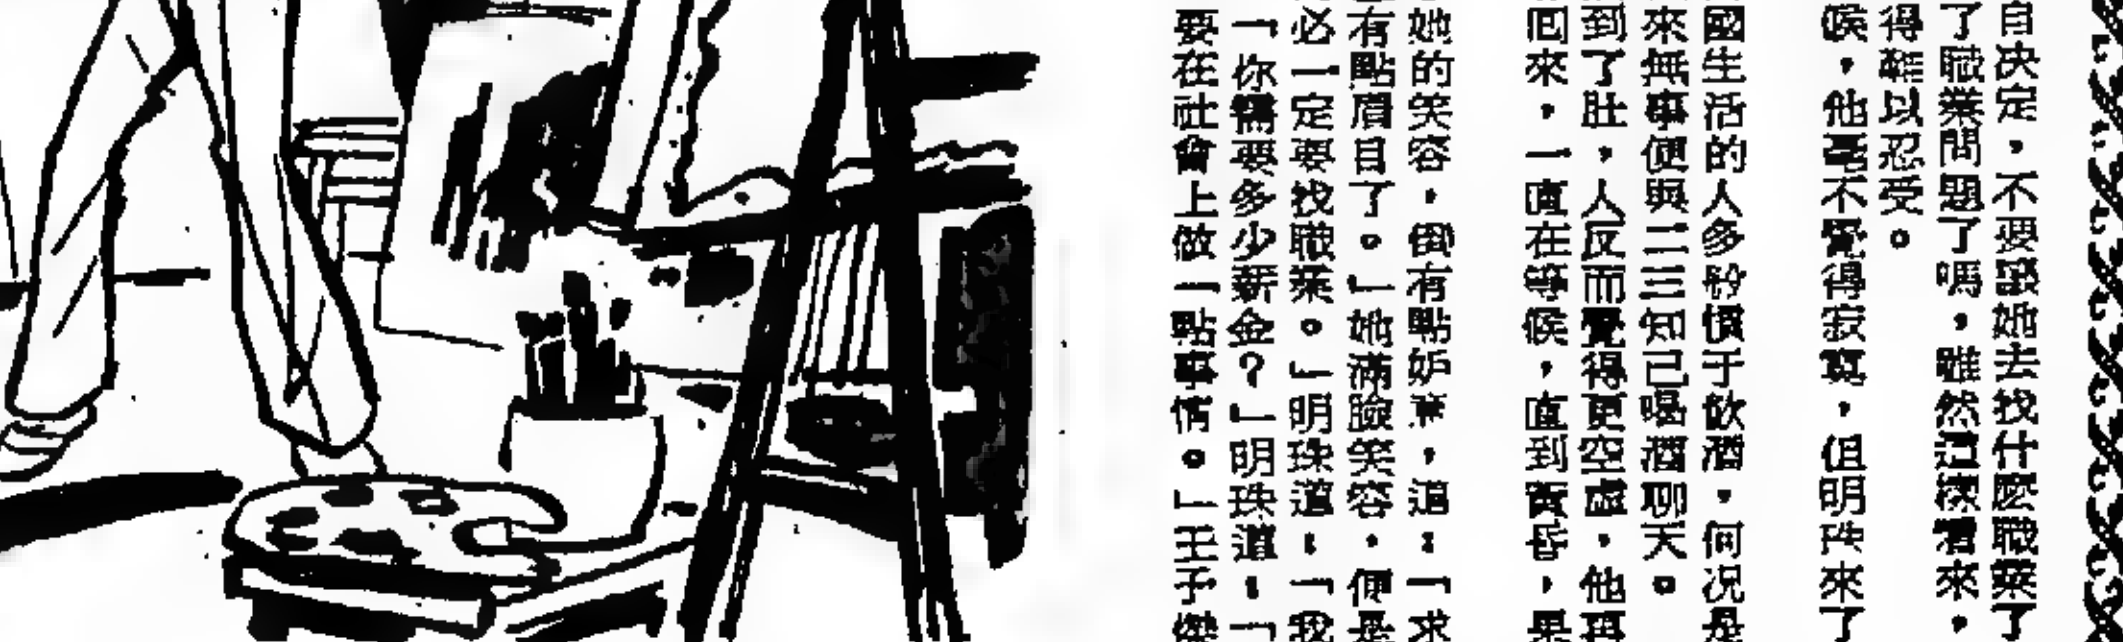 自決定，不要讓她去找什麼職業了
了職業問題了嗎，雖然這樣看來，
得難以忍受。
候，他毫不覺得寂寞，但明珠來了
國生活的人多於慣于飲酒，何況是
來無事便與二三知己喝酒聊天。
到了肚，人反而覺得更空虛，他再
回來，一直在等候，直到黃昏，果
她的笑容，倒有點妒意，道：「求
有點眉目了。」她滿臉笑容，便是
必一定要找職業。」明珠道：「我
「你需要多少薪金？」明珠道：「
要在社會上做一點事情。」王子傑